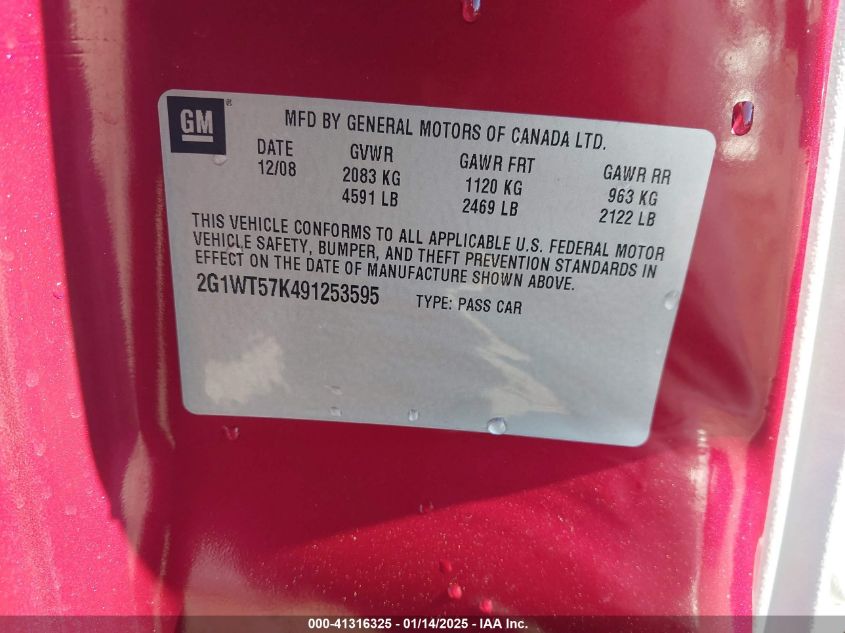 GM
MFD BY GENERAL MOTORS OF CANADA LTD.
DATE GVWR GAWR FRT GAWR RR
12/08 2083 KG 1120 KG 963 KG
4591 LB 2469 LB 2122 LB
THIS VEHICLE CONFORMS TO ALL APPLICABLE U.S. FEDERAL MOTOR
VEHICLE SAFETY, BUMPER, AND THEFT PREVENTION STANDARDS IN
EFFECT ON THE DATE OF MANUFACTURE SHOWN ABOVE.
2G1WT57K491253595 TYPE: PASS CAR
000-41316325 - 01/14/2025 - IAA Inc.